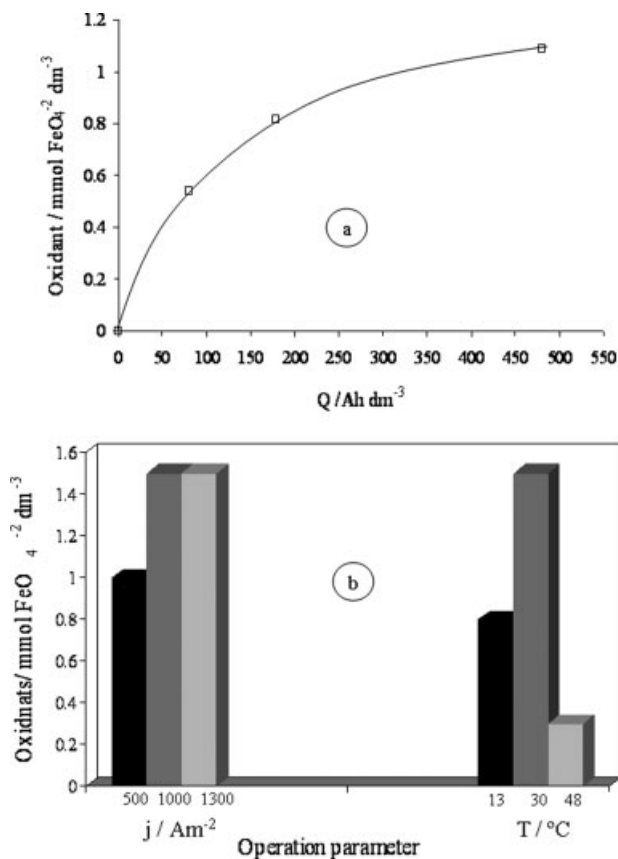 1.2
1
0.8
0.6
0.4
0.2
0
Oxidant / mmol FeO₄⁻² dm⁻³
a
0 50 100 150 200 250 300 350 400 450 500 550
Q /Ah dm⁻³
1.6
1.4
1.2
1
0.8
0.6
0.4
0.2
0
Oxidnats/ mmol FeO ₄ ⁻² dm⁻³
b
500 1000 1300 13 30 48
j / Am⁻² T / °C
Operation parameter